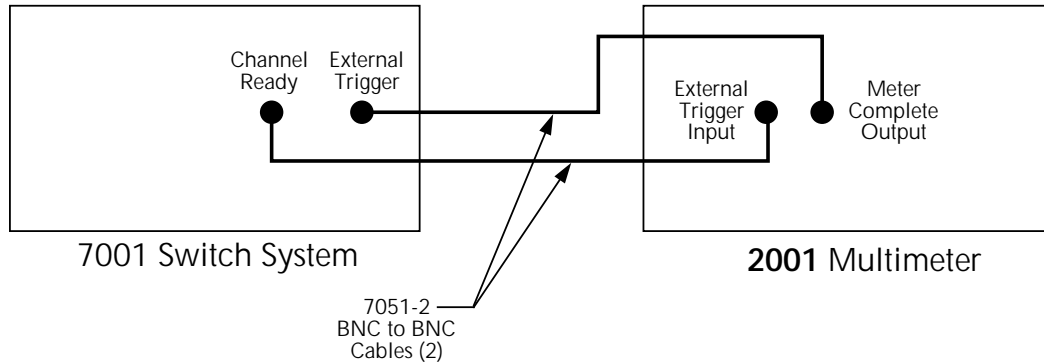 Channel
Ready
External
Trigger
External
Trigger
Input
Meter
Complete
Output
7001 Switch System
2001 Multimeter
7051-2
BNC to BNC
Cables (2)